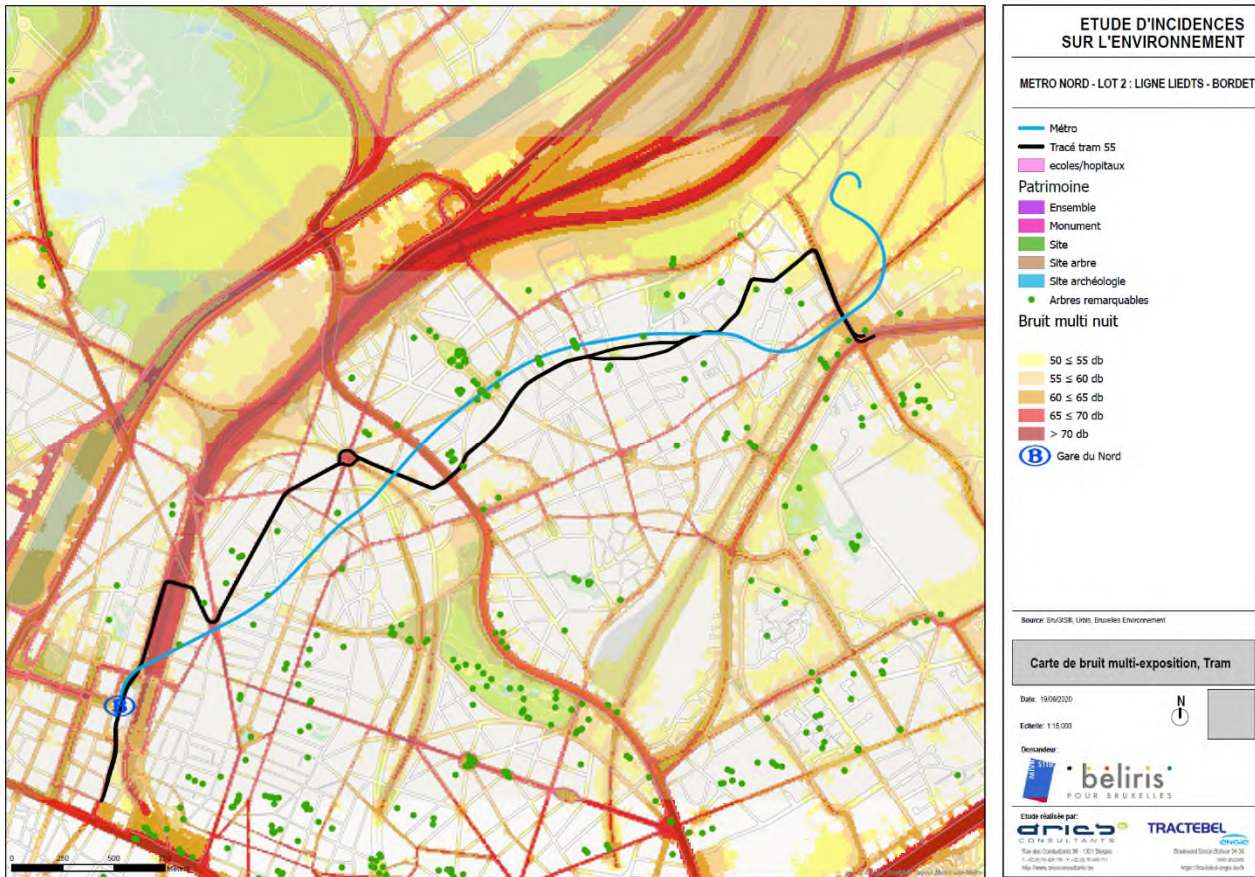 ETUDE D'INCIDENCES
SUR L'ENVIRONNEMENT
METRO NORD - LOT 2 : LIGNE LIEDTS - BORDET
Métro
Tracé tram 55
ecoles/hopitaux
Patrimoine
Ensemble
Monument
Site
Site arbre
Site archéologie
Arbres remarquables
Bruit multi nuit
50 ≤ 55 db
55 ≤ 60 db
60 ≤ 65 db
65 ≤ 70 db
> 70 db
B Gare du Nord
B
Source: BruGIS®, Urbis, Bruxelles Environnement
Carte de bruit multi-exposition, Tram
Date: 19/06/2020
N
Echelle: 1:15,000
Demandeur:
MIVB STIB
beliris
POUR BRUXELLES
Etude réalisée par:
aries
CONSULTANTS
TRACTEBEL
ENGIE
0 250 500